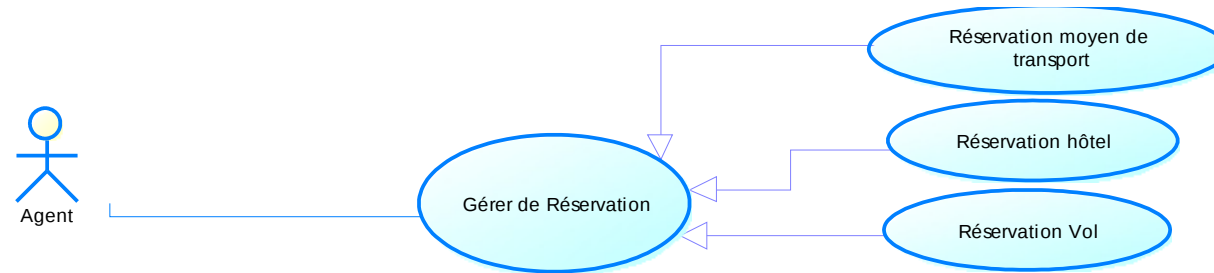 Réservation moyen de
transport
Réservation hôtel
Gérer de Réservation
Agent
Réservation Vol